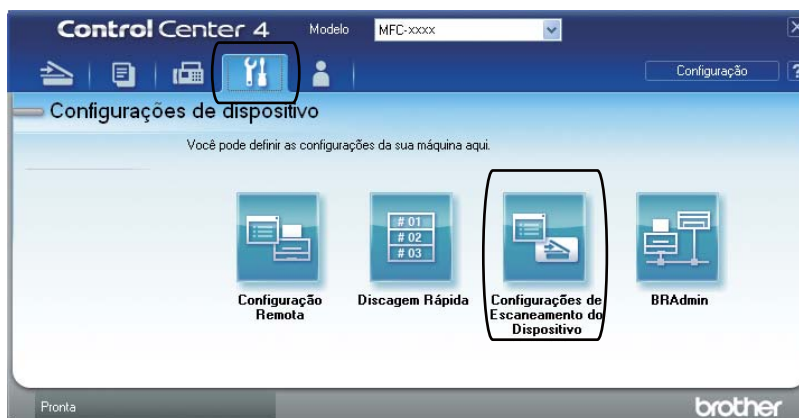 Control Center 4
Modelo
MFC-xxxx
Configuração
?
Configurações de dispositivo
Você pode definir as configurações da sua máquina aqui.
# 01
# 02
# 03
Configuração
Remota
Discagem Rápida
Configurações de
Escaneamento do
Dispositivo
BRAdmin
Pronta
brother